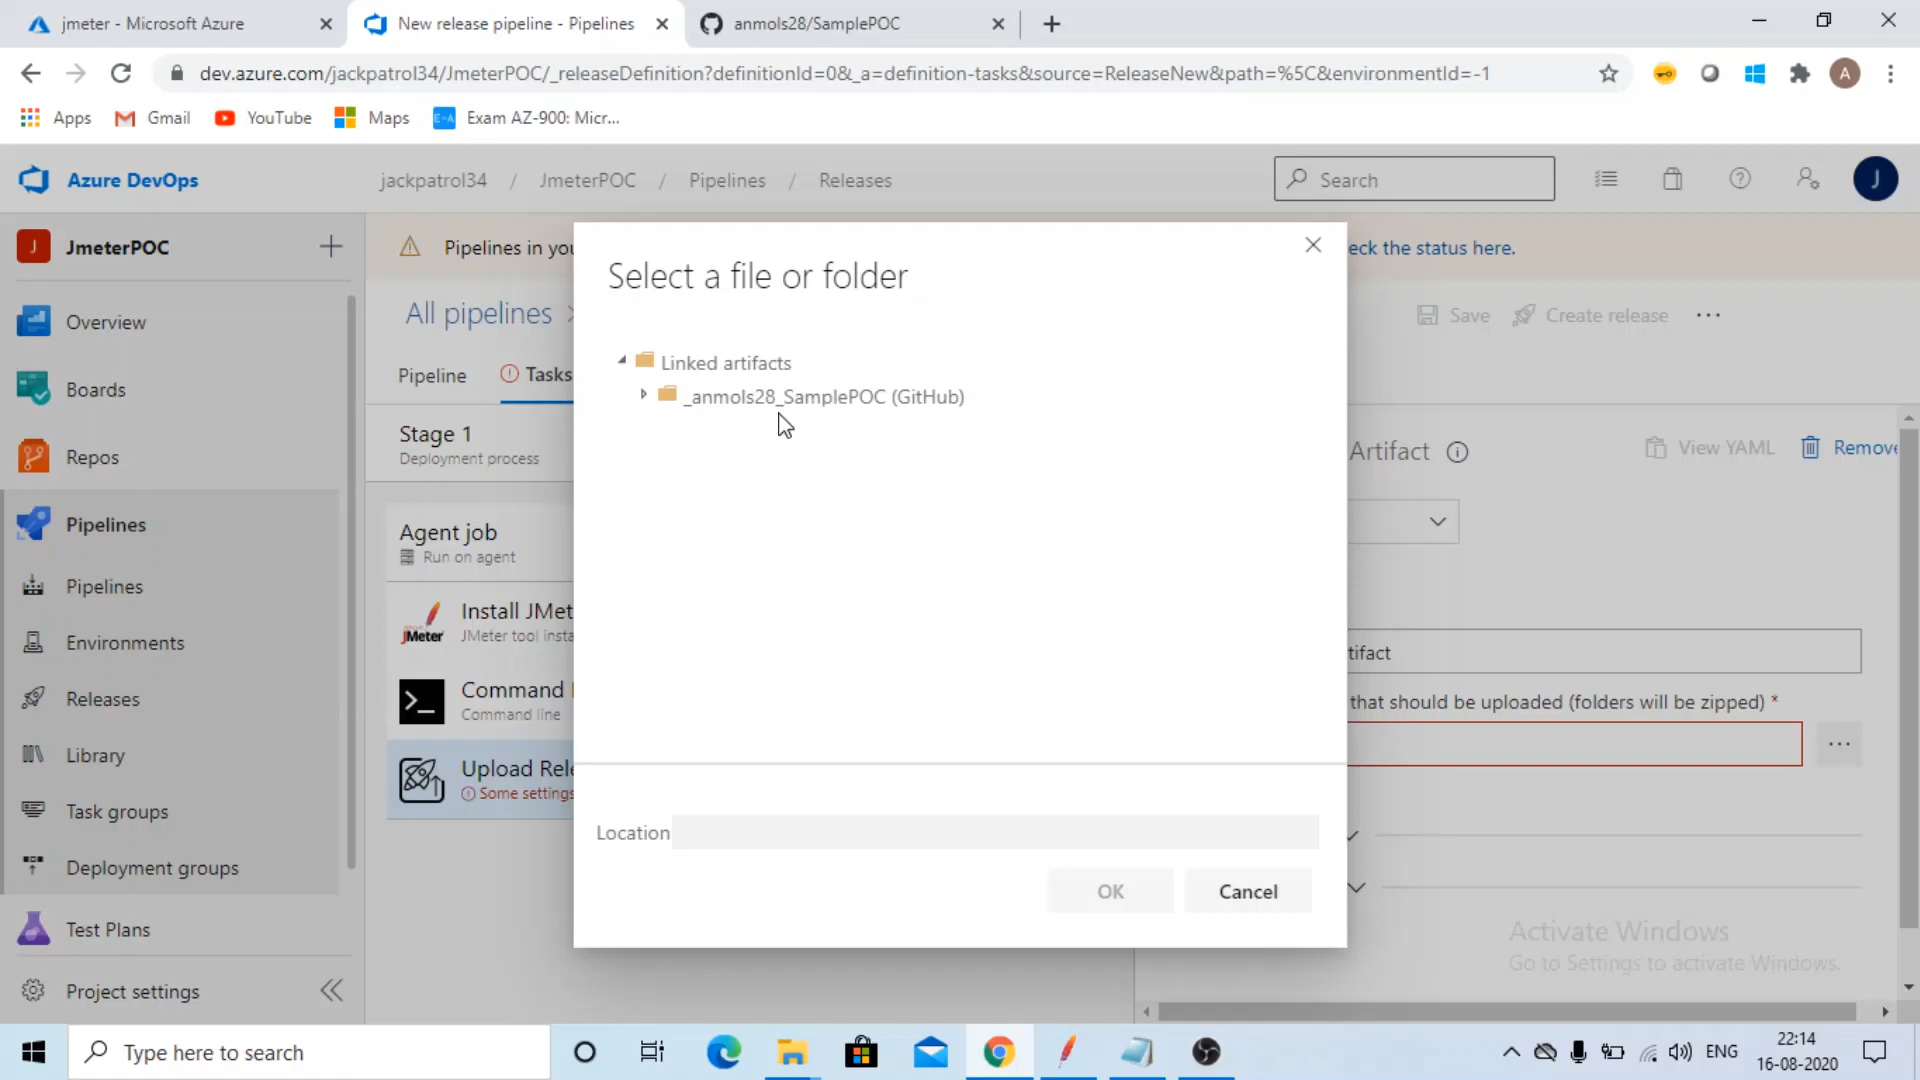 jmeter - Microsoft Azure
New release pipeline - Pipelines
anmols28/SamplePOC
dev.azure.com/jackpatrol34/JmeterPOC/_releaseDefinition?definitionId=0&_a=definition-tasks&source=ReleaseNew&path=%5C&environmentId=-1
A
Apps
Gmail
YouTube
Maps
E-A
Exam AZ-900: Micr...
Azure DevOps
jackpatrol34 / JmeterPOC / Pipelines / Releases
Search
J
J
JmeterPOC
Overview
Boards
Repos
Pipelines
Pipelines
Environments
Releases
Library
Task groups
Deployment groups
Test Plans
Project settings
Pipelines in you
eck the status here.
All pipelines >
Save
Create release
Pipeline
Tasks
Stage 1
Deployment process
Agent job
Run on agent
JMeter
Install JMet
JMeter tool insta
Command
Command line
Upload Rele
Some settings
Select a file or folder
Linked artifacts
_anmols28_SamplePOC (GitHub)
Location
OK
Cancel
Artifact
View YAML
Remove
tifact
that should be uploaded (folders will be zipped) *
Activate Windows
Go to Settings to activate Windows.
Type here to search
ENG
22:14
16-08-2020